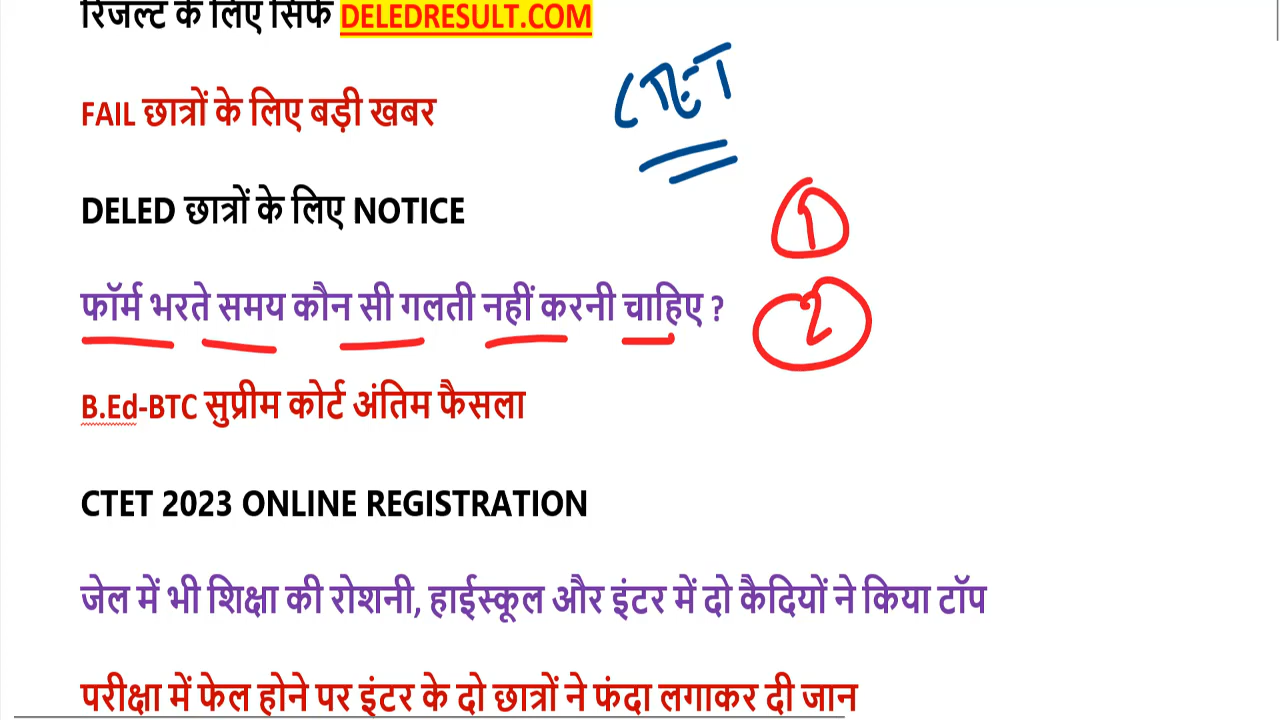 रिजल्ट के लिए सिर्फ DELEDRESULT.COM
CTET
FAIL छात्रों के लिए बड़ी खबर
DELED छात्रों के लिए NOTICE
1
फॉर्म भरते समय कौन सी गलती नहीं करनी चाहिए ?
2
B.Ed-BTC सुप्रीम कोर्ट अंतिम फैसला
CTET 2023 ONLINE REGISTRATION
जेल में भी शिक्षा की रोशनी, हाईस्कूल और इंटर में दो कैदियों ने किया टॉप
परीक्षा में फेल होने पर इंटर के दो छात्रों ने फंदा लगाकर दी जान